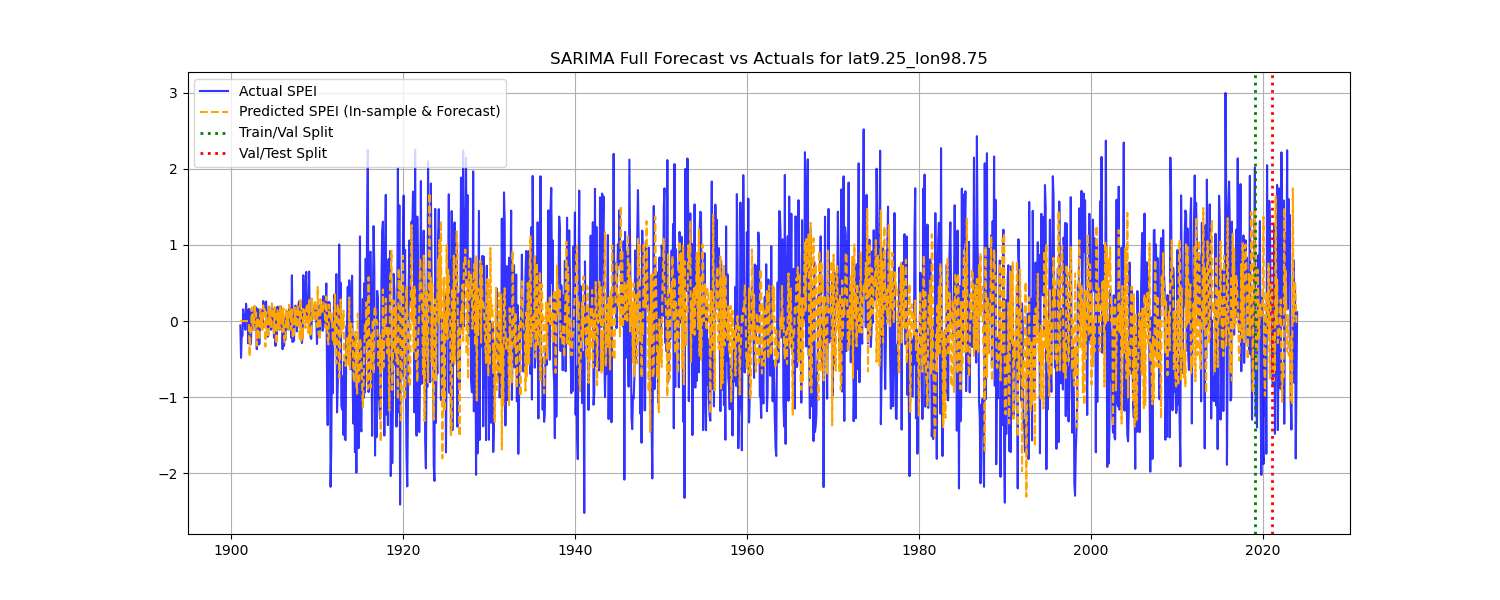 SARIMA Full Forecast vs Actuals for lat9.25_lon98.75
Actual SPEI
Predicted SPEI (In-sample & Forecast)
Train/Val Split
Val/Test Split
3
2
1
0
−1
−2
1900 1920 1940 1960 1980 2000 2020